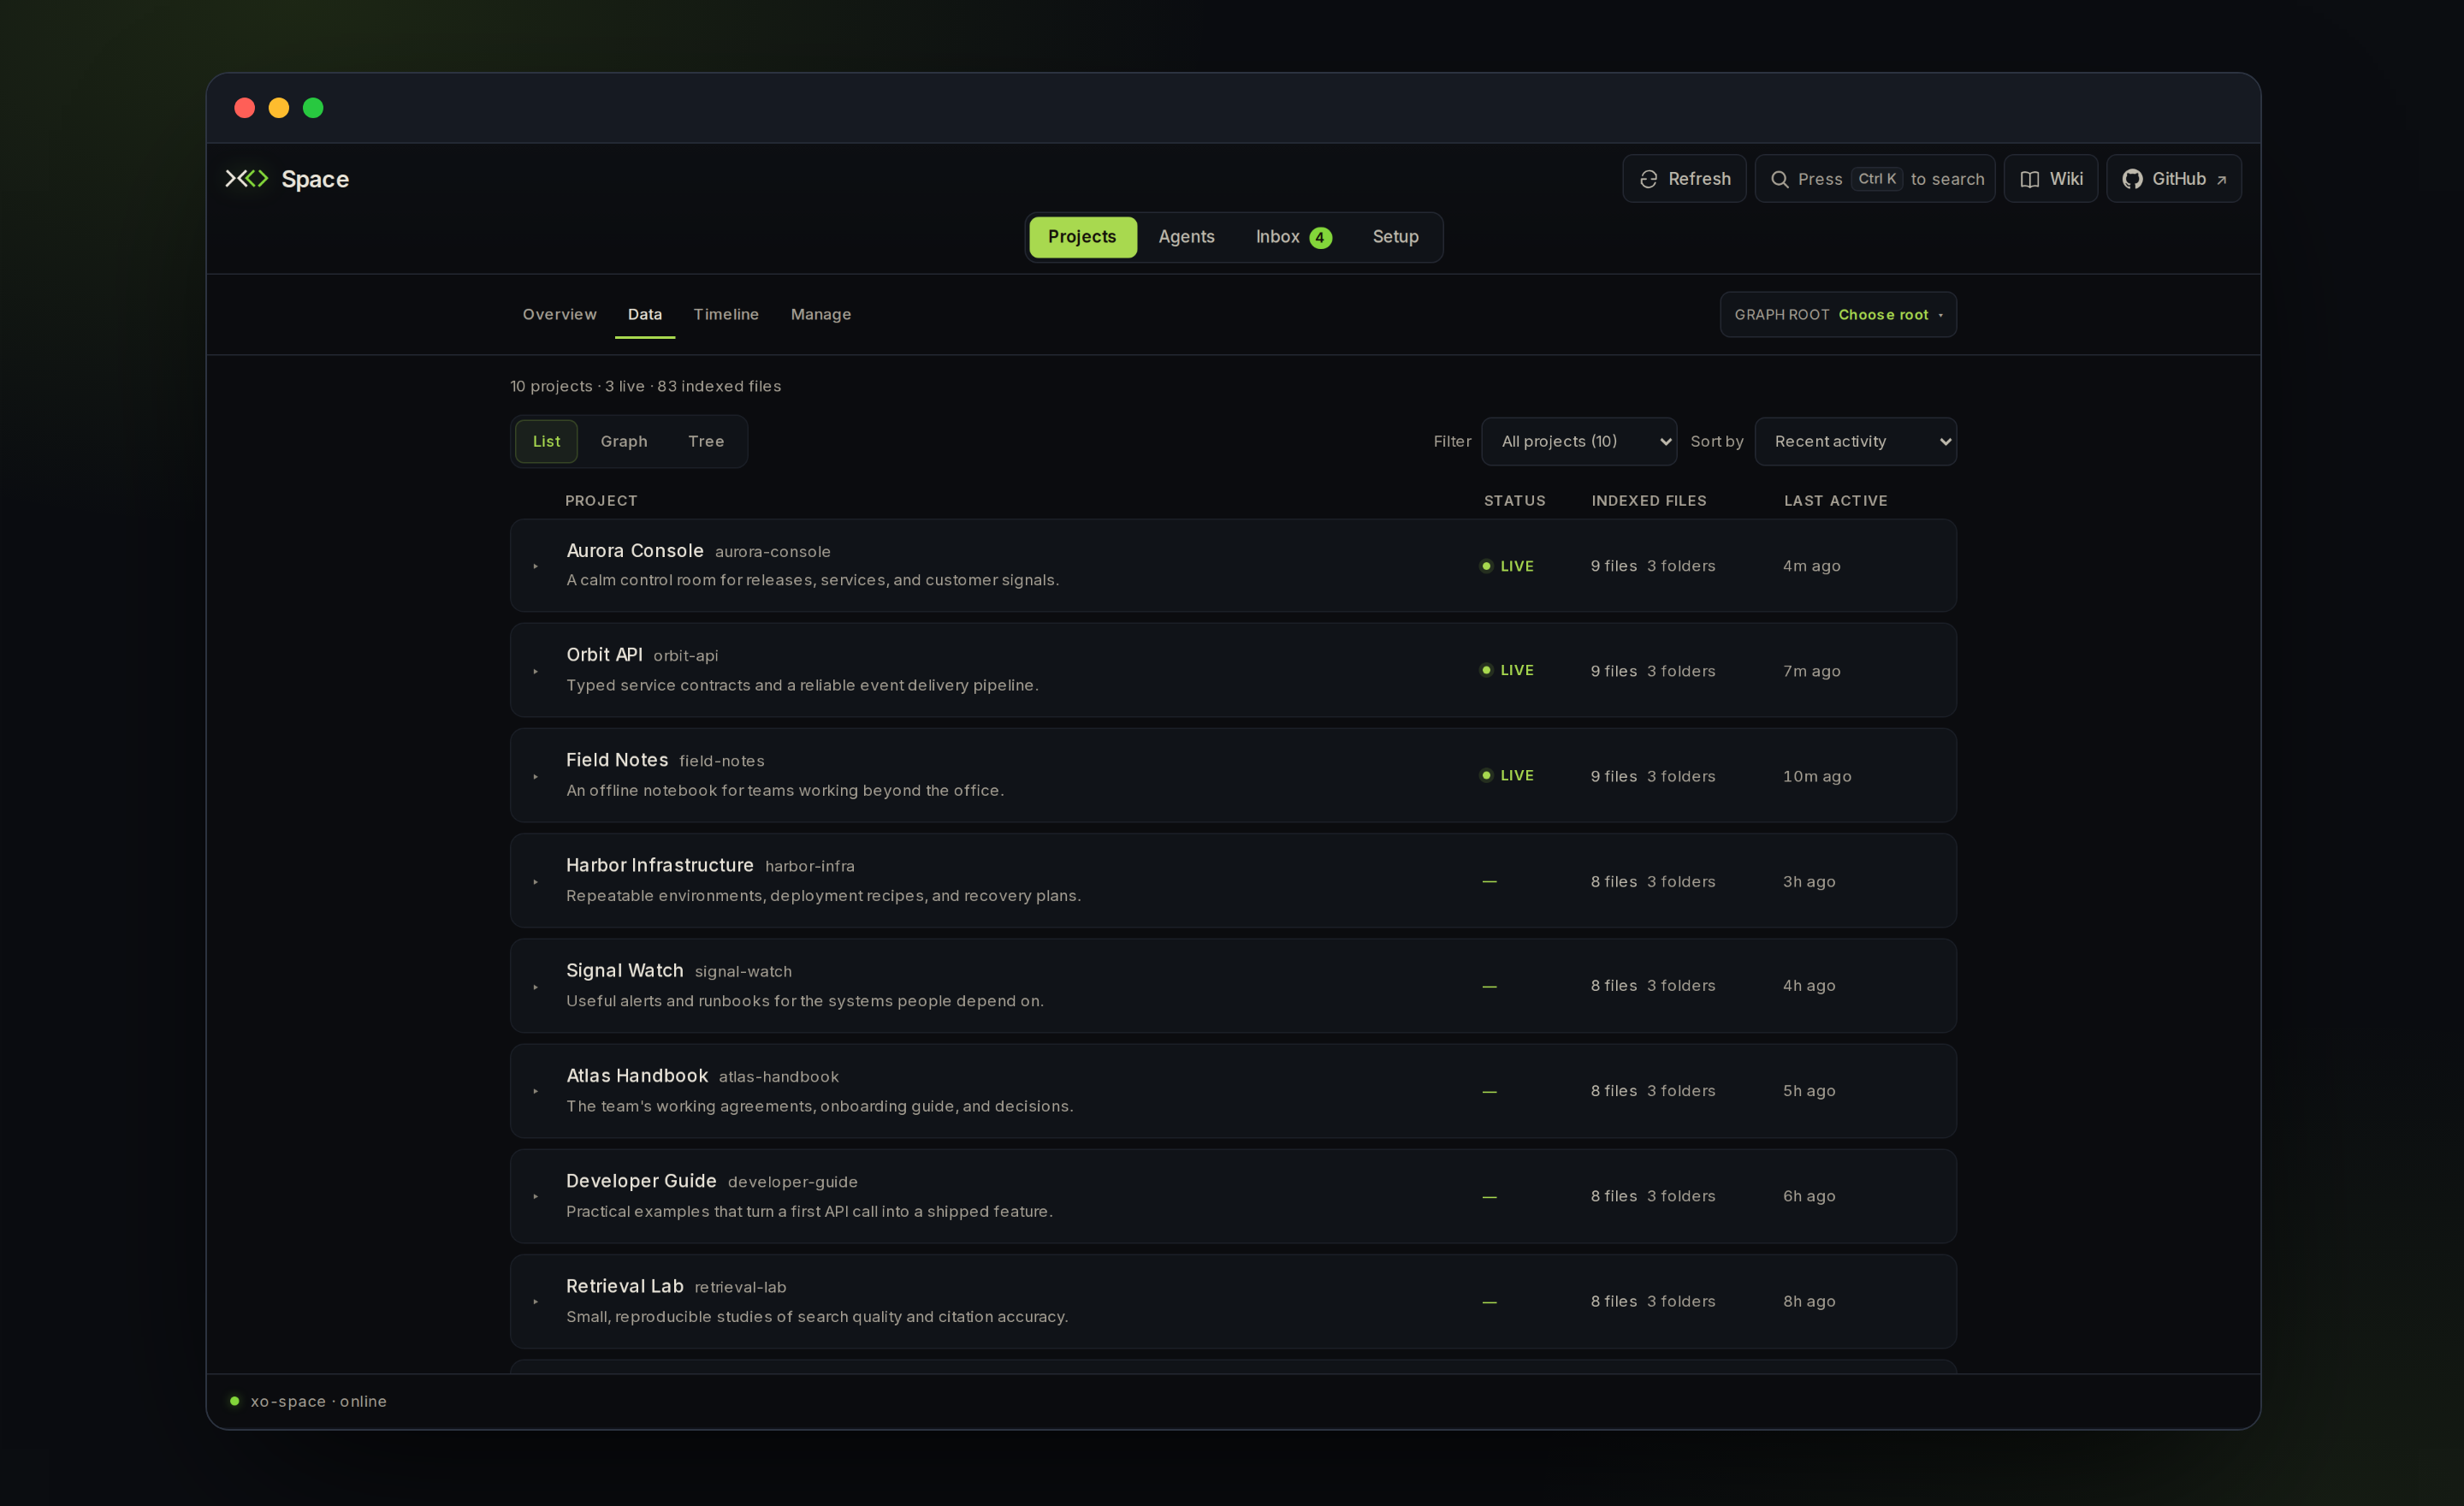 Space
Refresh
Press Ctrl K to search
Wiki
GitHub
Projects
Agents
Inbox 4
Setup
Overview
Data
Timeline
Manage
GRAPH ROOT Choose root
10 projects · 3 live · 83 indexed files
List
Graph
Tree
Filter
All projects (10)
Sort by
Recent activity
PROJECT STATUS INDEXED FILES LAST ACTIVE
Aurora Console aurora-console
A calm control room for releases, services, and customer signals.
LIVE
9 files 3 folders
4m ago
Orbit API orbit-api
Typed service contracts and a reliable event delivery pipeline.
LIVE
9 files 3 folders
7m ago
Field Notes field-notes
An offline notebook for teams working beyond the office.
LIVE
9 files 3 folders
10m ago
Harbor Infrastructure harbor-infra
Repeatable environments, deployment recipes, and recovery plans.
—
8 files 3 folders
3h ago
Signal Watch signal-watch
Useful alerts and runbooks for the systems people depend on.
—
8 files 3 folders
4h ago
Atlas Handbook atlas-handbook
The team's working agreements, onboarding guide, and decisions.
—
8 files 3 folders
5h ago
Developer Guide developer-guide
Practical examples that turn a first API call into a shipped feature.
—
8 files 3 folders
6h ago
Retrieval Lab retrieval-lab
Small, reproducible studies of search quality and citation accuracy.
—
8 files 3 folders
8h ago
xo-space · online